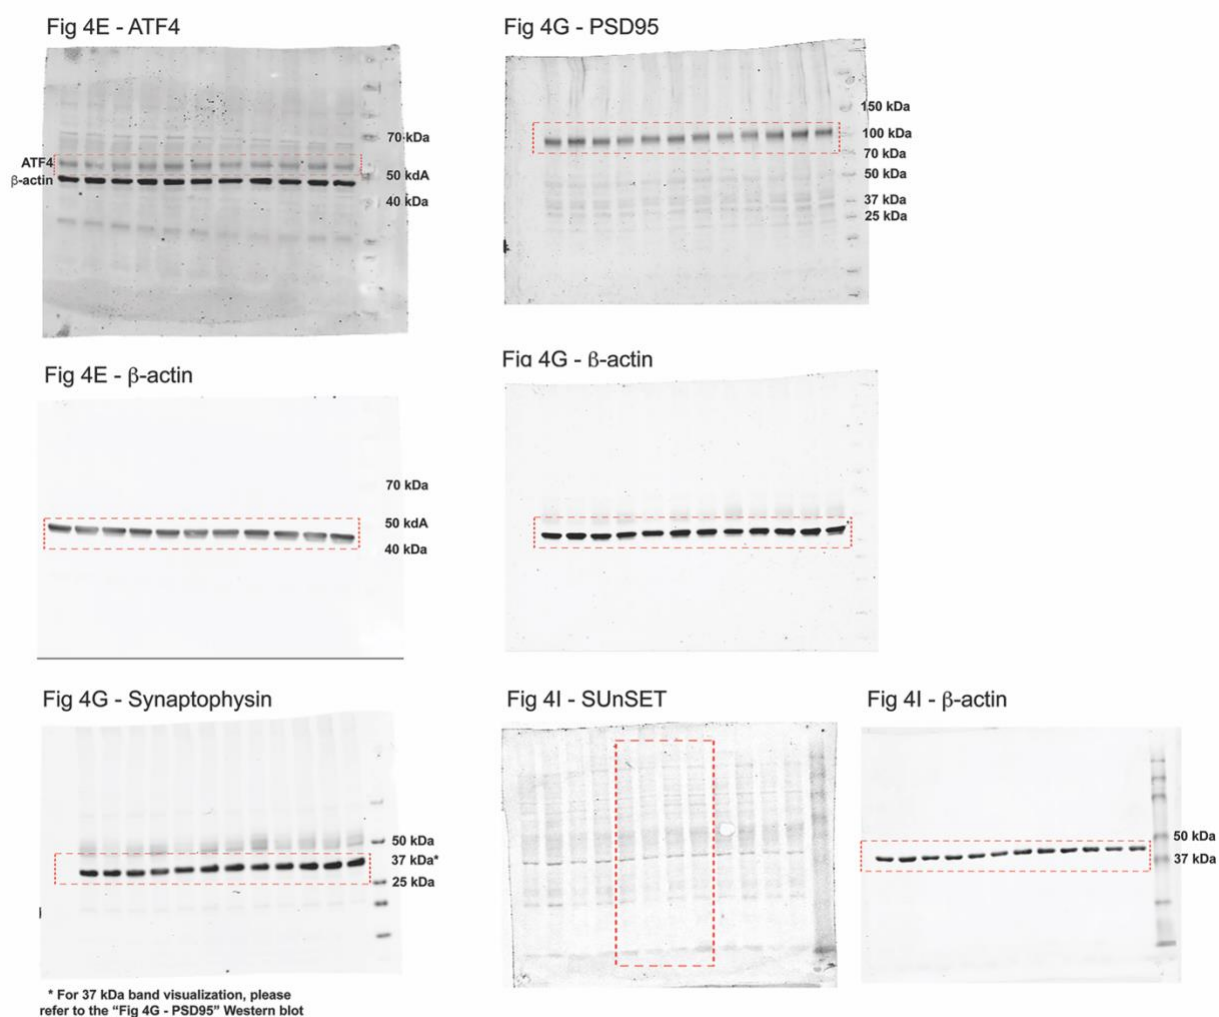 Fig 4E - ATF4
70 kDa
ATF4
50 kdA
β-actin
40 kDa
Fig 4G - PSD95
150 kDa
100 kDa
70 kDa
50 kDa
37 kDa
25 kDa
Fig 4E - β-actin
70 kDa
50 kdA
40 kDa
Fig 4G - β-actin
Fig 4G - Synaptophysin
50 kDa
37 kDa*
25 kDa
* For 37 kDa band visualization, please
refer to the “Fig 4G - PSD95” Western blot
Fig 4I - SUnSET
Fig 4I - β-actin
50 kDa
37 kDa